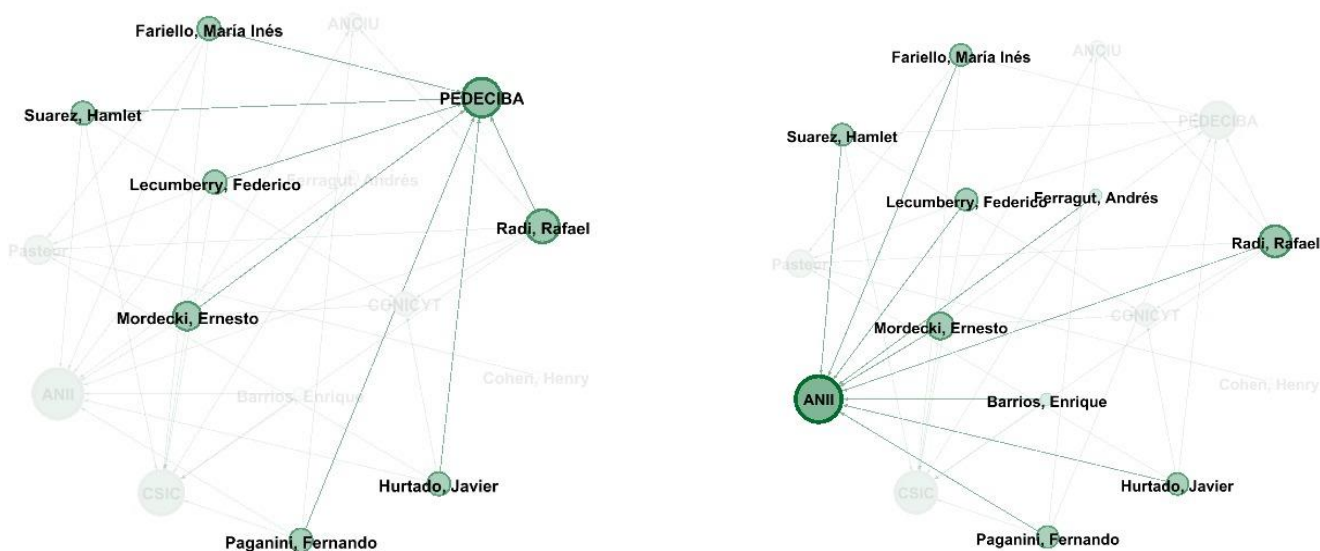 Fariello, María Inés
ANCIU
PEDECIBA
Suarez, Hamlet
Lecumberry, Federico
Ferragut, Andrés
Radi, Rafael
Pasteur
CONICYT
Mordecki, Ernesto
Cohen, Henry
ANII
Barrios, Enrique
CSIC
Hurtado, Javier
Paganini, Fernando
ANCIU
Fariello, María Inés
PEDECIBA
Suarez, Hamlet
Ferragut, Andrés
Lecumberry, Federico
Radi, Rafael
Pasteur
CONICYT
Mordecki, Ernesto
Cohen, Henry
ANII
Barrios, Enrique
Hurtado, Javier
CSIC
Paganini, Fernando